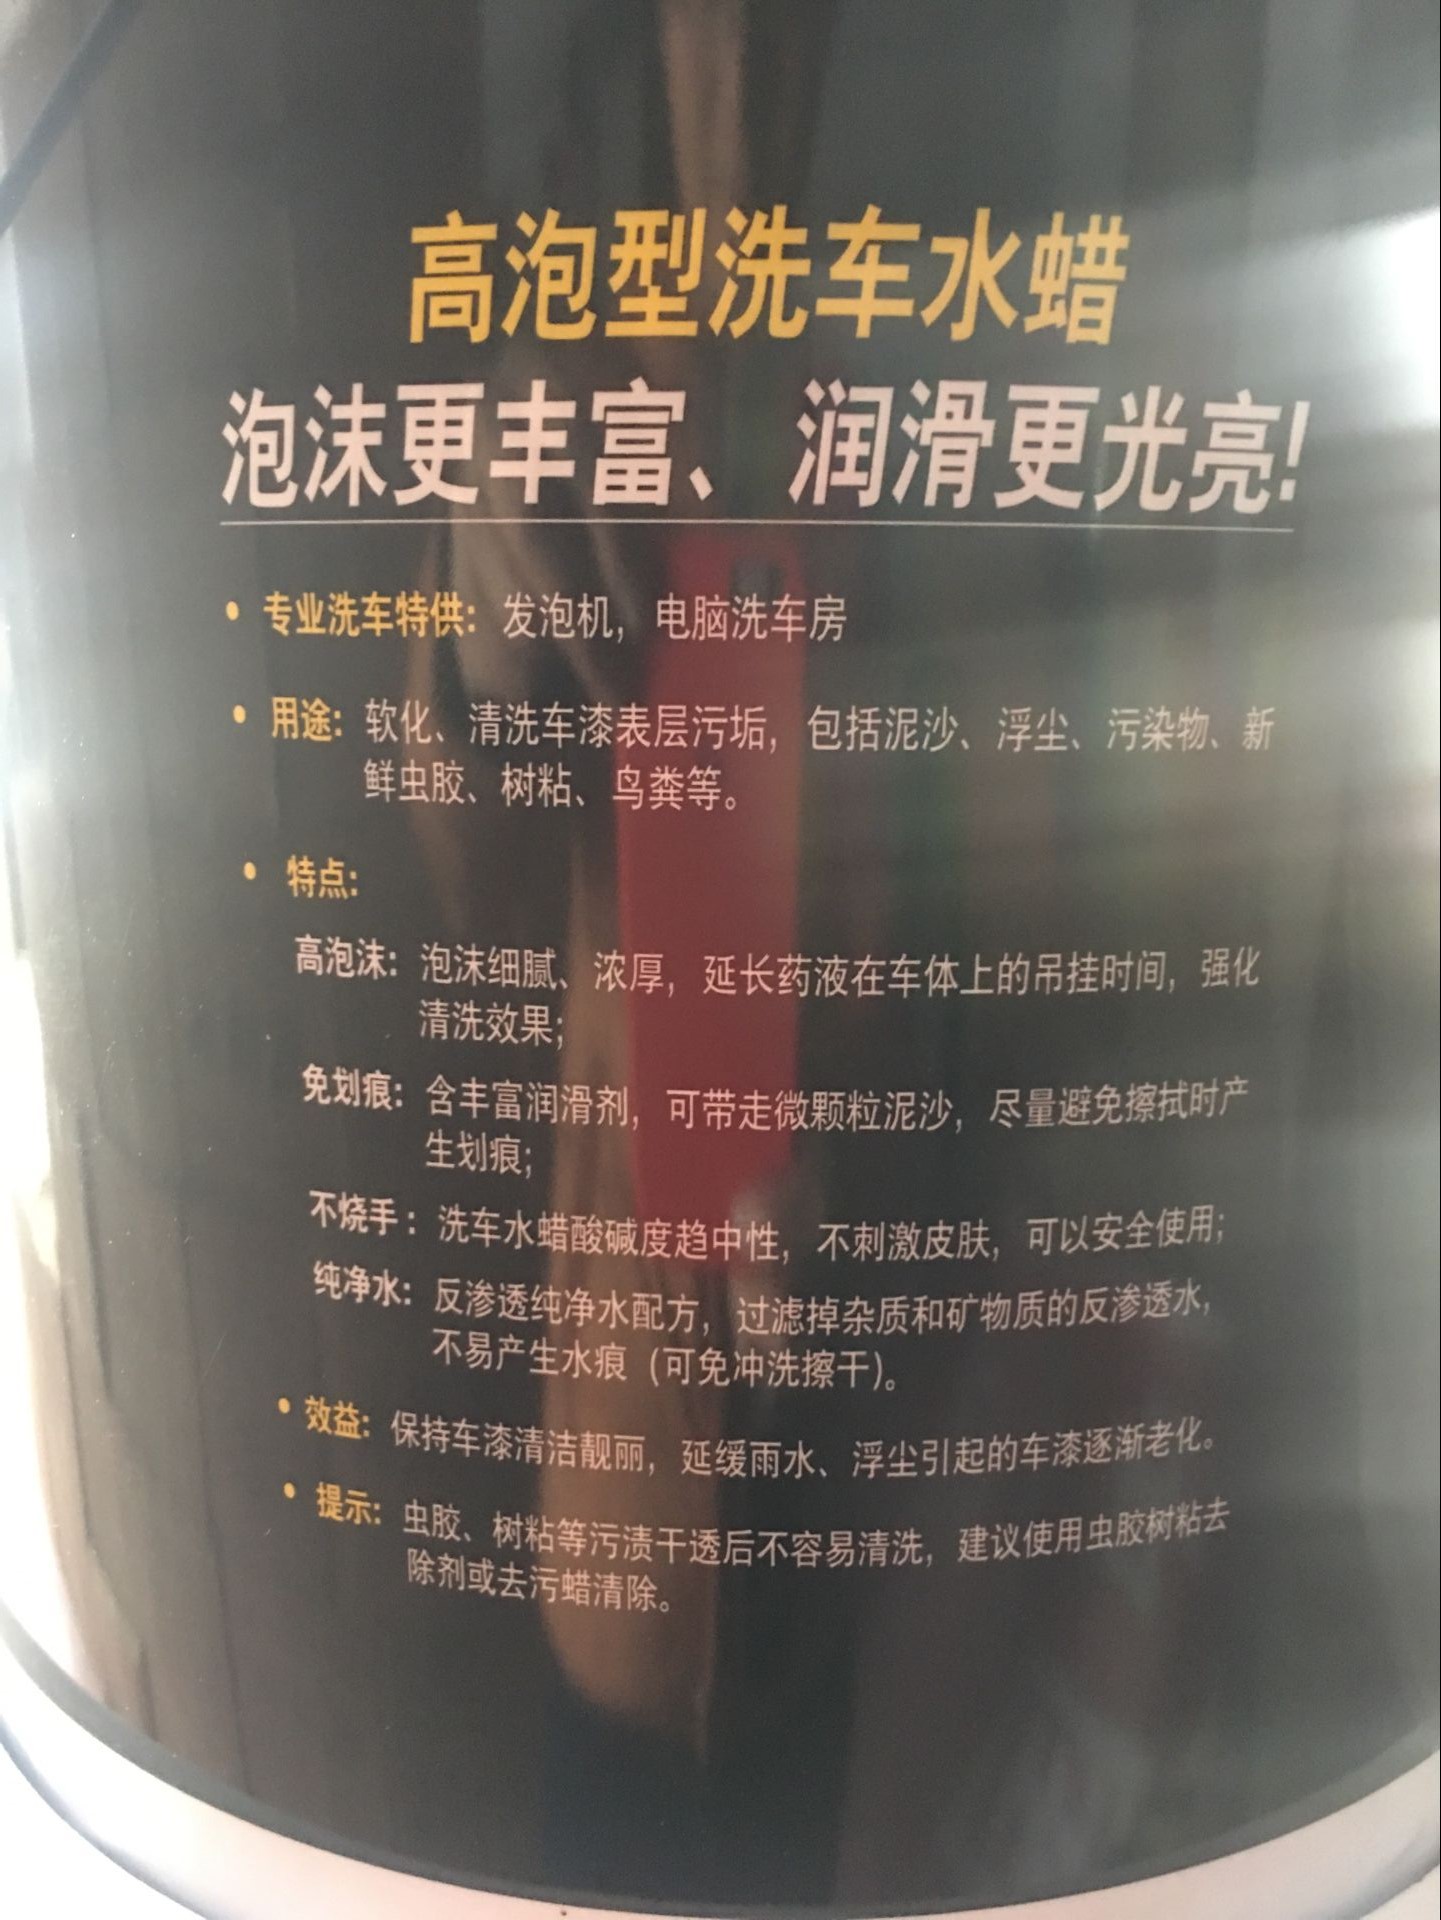 高泡型洗车水蜡
泡沫更丰富、润滑更光亮!
• 专业洗车特供: 发泡机，电脑洗车房
• 用途: 软化、清洗车漆表层污垢，包括泥沙、浮尘、污染物、新
鲜虫胶、树粘、鸟粪等。
• 特点:
高泡沫: 泡沫细腻、浓厚，延长药液在车体上的吊挂时间，强化
清洗效果;
免划痕: 含丰富润滑剂，可带走微颗粒泥沙，尽量避免擦拭时产
生划痕;
不烧手: 洗车水蜡酸碱度趋中性，不刺激皮肤，可以安全使用;
纯净水: 反渗透纯净水配方，过滤掉杂质和矿物质的反渗透水，
不易产生水痕 (可免冲洗擦干)。
• 效益: 保持车漆清洁靓丽，延缓雨水、浮尘引起的车漆逐渐老化。
• 提示: 虫胶、树粘等污渍干透后不容易清洗，建议使用虫胶树粘去
除剂或去污蜡清除。